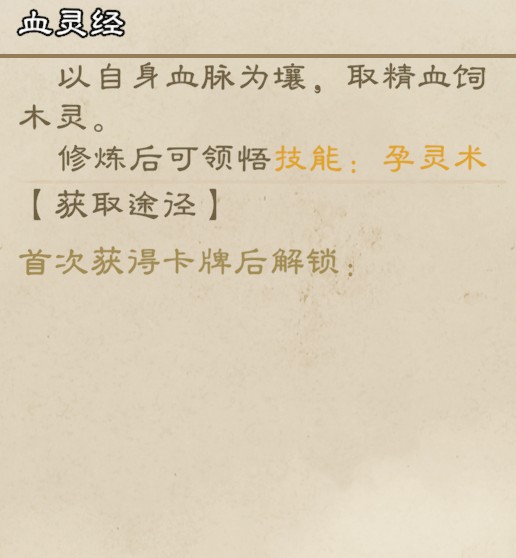 血灵经
以自身血脉为壤，取精血饲
木灵。
修炼后可领悟技能：孕灵术
【获取途径】
首次获得卡牌后解锁：